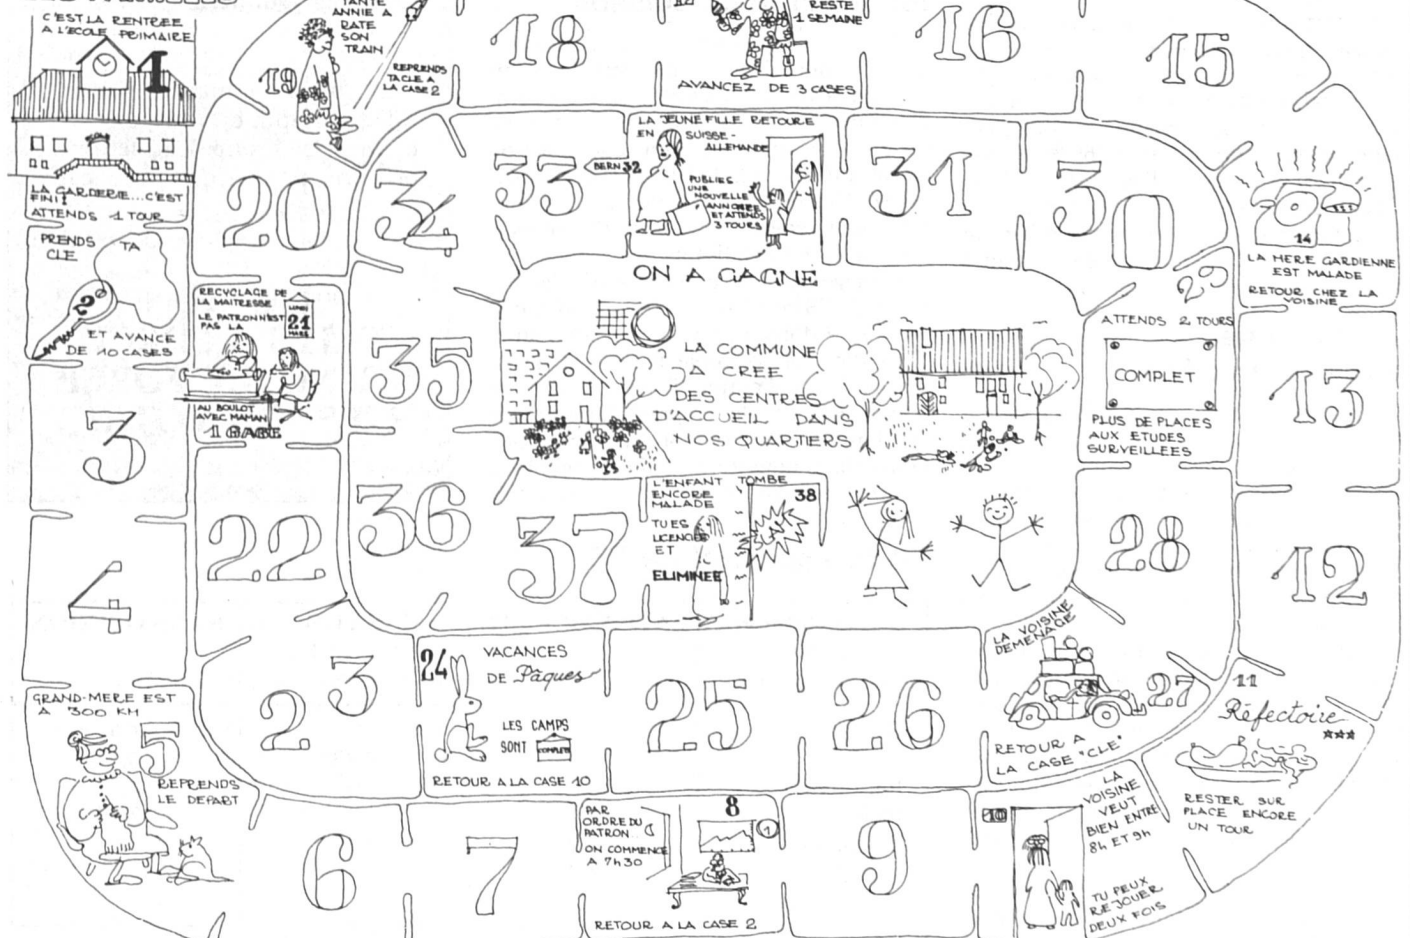 C'EST LA RENTREE
A L'ECOLE PRIMAIRE
1
LA GARDERIE...C'EST
FINI!
ATTENDS 1 TOUR
PRENDS TA
CLE
2
ET AVANCE
DE 10 CASES
3
4
GRAND-MERE EST
A 300 KM
5
REPRENDS
LE DEPART
6
7
PAR
ORDRE DU
PATRON...
ON COMMENCE
A 7H30
8
RETOUR A LA CASE 2
9
10
LA
VOISINE
VEUT
BIEN ENTRE
8h ET 9h
TU PEUX
REJOUER
DEUX FOIS
11
Réfectoire
***
RESTER SUR
PLACE ENCORE
UN TOUR
12
13
14
LA MERE GARDIENNE
EST MALADE
RETOUR CHEZ LA
VOISINE
15
16
RESTE
1 SEMAINE
AVANCEZ DE 3 CASES
18
TANTE
ANNIE A
RATE
SON
TRAIN
19
REPRENDS
TA CLE A
LA CASE 2
20
RECYCLAGE DE
LA MAITRESSE
LE PATRON N'EST
PAS LA
LUNDI
21
MARS
AU BOULOT
AVEC MAMAN
1 GAGE
22
23
24
VACANCES
DE Pâques
LES CAMPS
SONT COMPLETS
RETOUR A LA CASE 10
25
26
LA VOISINE
DEMENAGE
27
RETOUR A
LA CASE "CLE"
28
29
ATTENDS 2 TOURS
COMPLET
PLUS DE PLACES
AUX ETUDES
SURVEILLEES
30
31
LA JEUNE FILLE RETOURE
EN SUISSE-
ALLEMANDE
BERN 32
PUBLIES
UNE
NOUVELLE
ANNONCE
ET ATTENDS
3 TOURS
33
34
35
36
37
L'ENFANT TOMBE
ENCORE
MALADE
38
TU ES
LICENCIEE
ET
ELIMINEE
ON A GAGNE
LA COMMUNE
A CREE
DES CENTRES
D'ACCUEIL DANS
NOS QUARTIERS